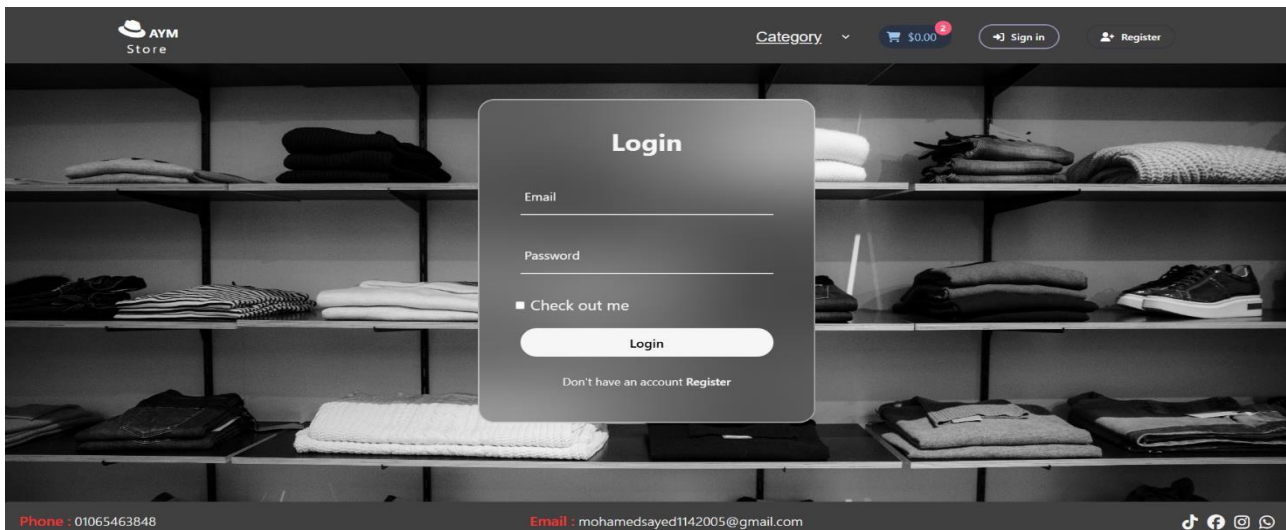 AYM
Store
Category
$0.00
2
Sign in
Register
Login
Email
Password
Check out me
Login
Don't have an account Register
Phone : 01065463848
Email : mohamedsayed1142005@gmail.com